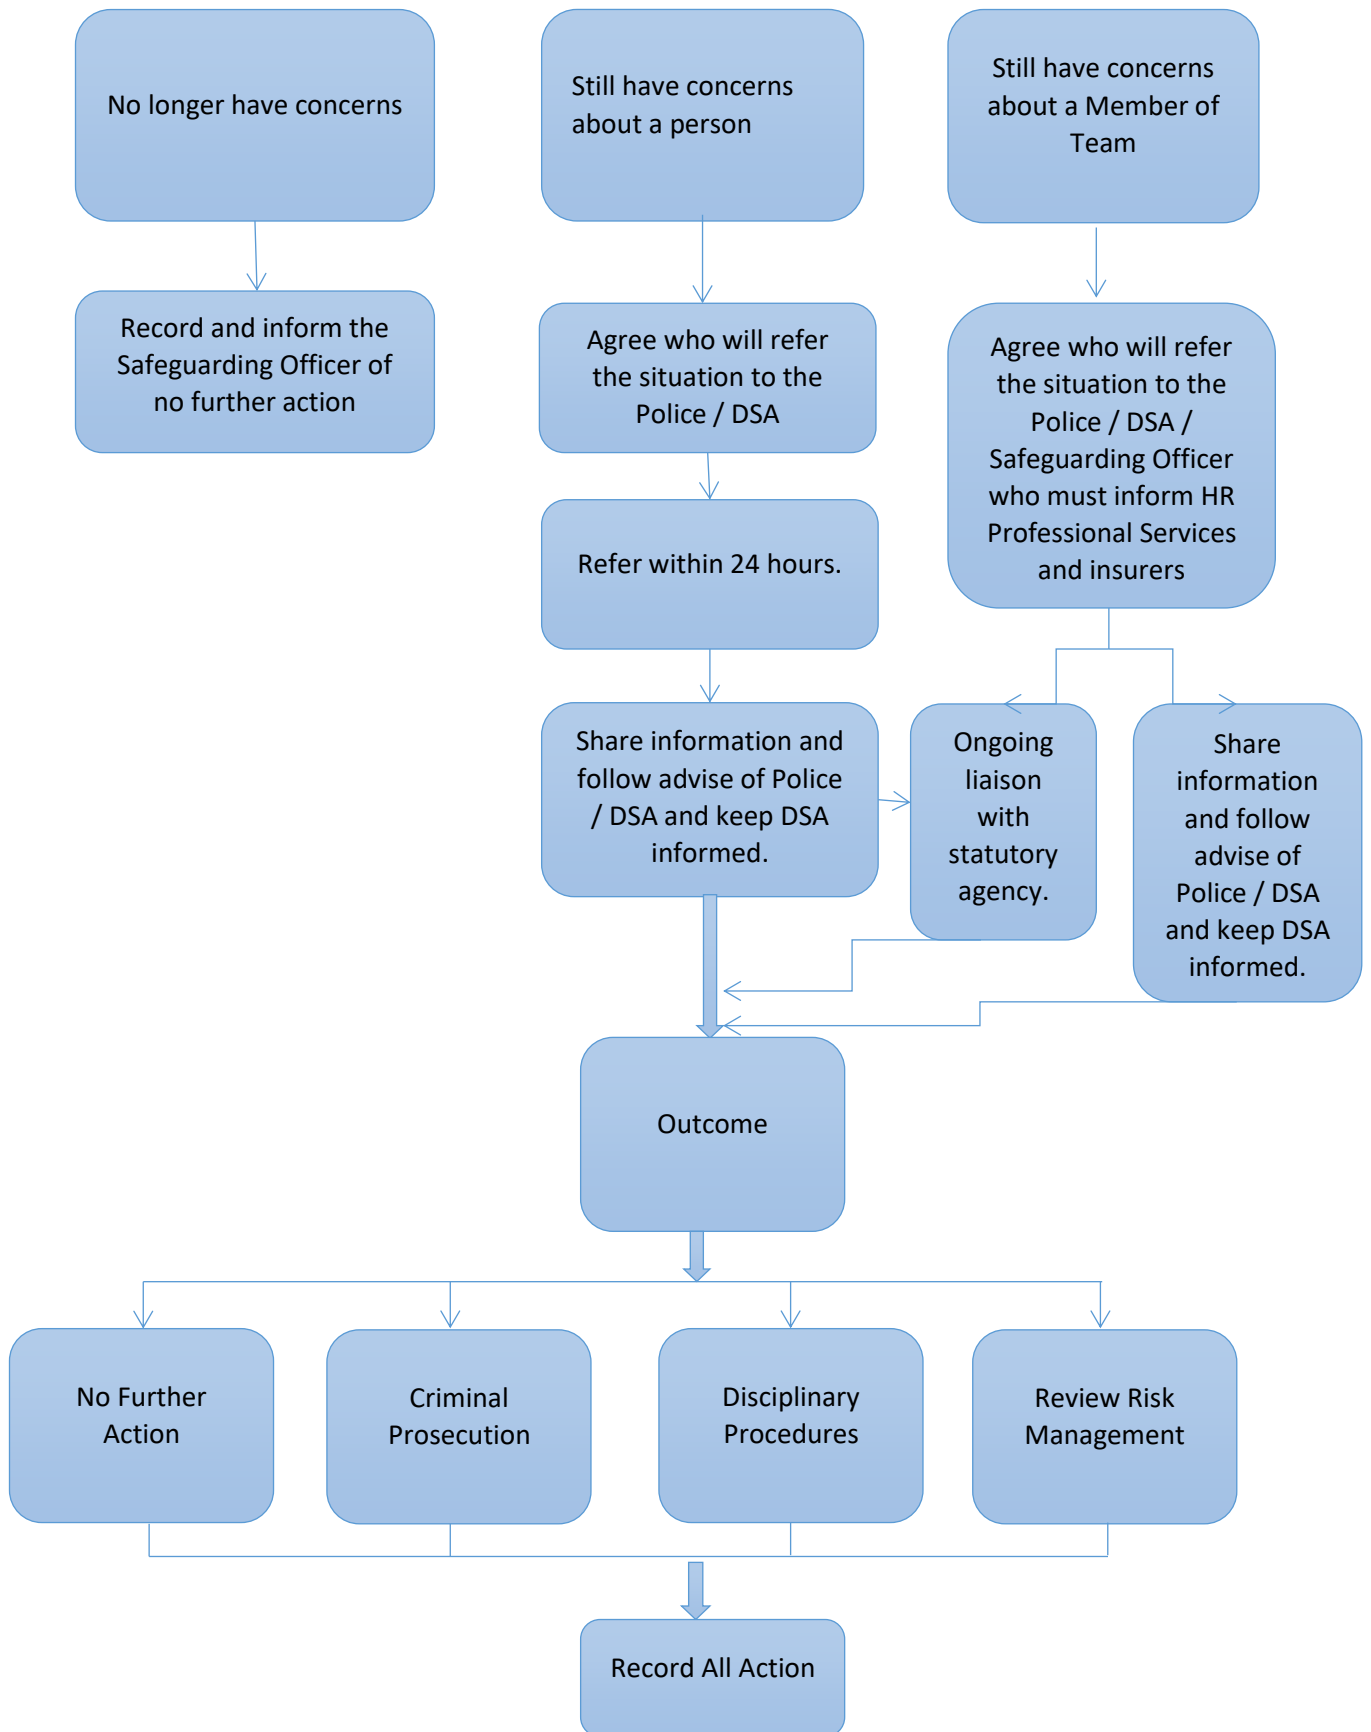 No longer have concerns
Still have concerns
about a person
Still have concerns
about a Member of
Team
Record and inform the
Safeguarding Officer of
no further action
Agree who will refer
the situation to the
Police / DSA
Agree who will refer
the situation to the
Police / DSA /
Safeguarding Officer
who must inform HR
Professional Services
and insurers
Refer within 24 hours.
Share information and
follow advise of Police
/ DSA and keep DSA
informed.
Ongoing
liaison
with
statutory
agency.
Share
information
and follow
advise of
Police / DSA
and keep DSA
informed.
Outcome
No Further
Action
Criminal
Prosecution
Disciplinary
Procedures
Review Risk
Management
Record All Action